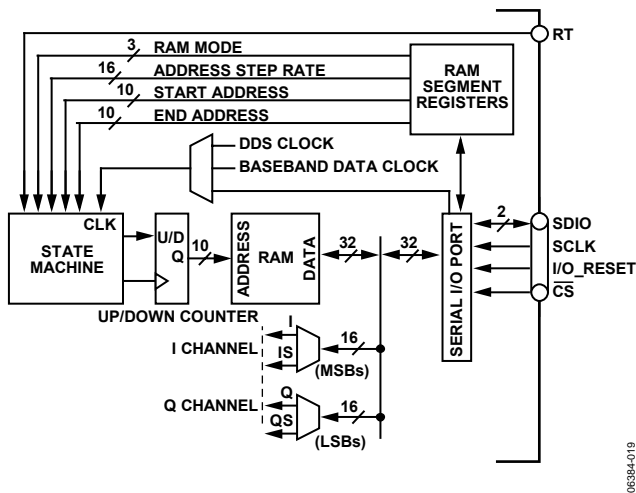 RT
3 RAM MODE
16 ADDRESS STEP RATE
10 START ADDRESS
10 END ADDRESS
RAM
SEGMENT
REGISTERS
DDS CLOCK
BASEBAND DATA CLOCK
CLK
STATE
MACHINE
U/D
Q
10
ADDRESS
RAM
DATA
32
32
SERIAL I/O PORT
2
SDIO
SCLK
I/O_RESET
CS
UP/DOWN COUNTER
I CHANNEL
I
IS
16
(MSBs)
Q CHANNEL
Q
QS
16
(LSBs)
06384-019